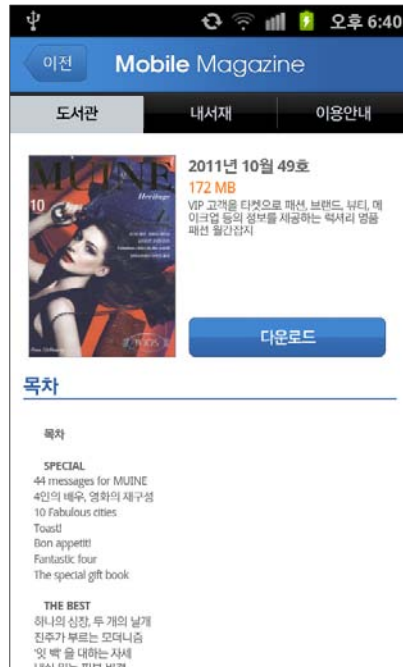 오후 6:40
이전
Mobile Magazine
도서관 내서재 이용안내
MUINE
Heritage
10
2011년 10월 49호
172 MB
VIP 고객을 타켓으로 패션, 브랜드, 뷰티, 메
이크업 등의 정보를 제공하는 럭셔리 명품
패션 월간잡지
다운로드
목차
목차
SPECIAL
44 messages for MUINE
4인의 배우, 영화의 재구성
10 Fabulous cities
Toast!
Bon appetit!
Fantastic four
The special gift book
THE BEST
하나의 심장, 두 개의 날개
진주가 부르는 모더니즘
'잇 백' 을 대하는 자세